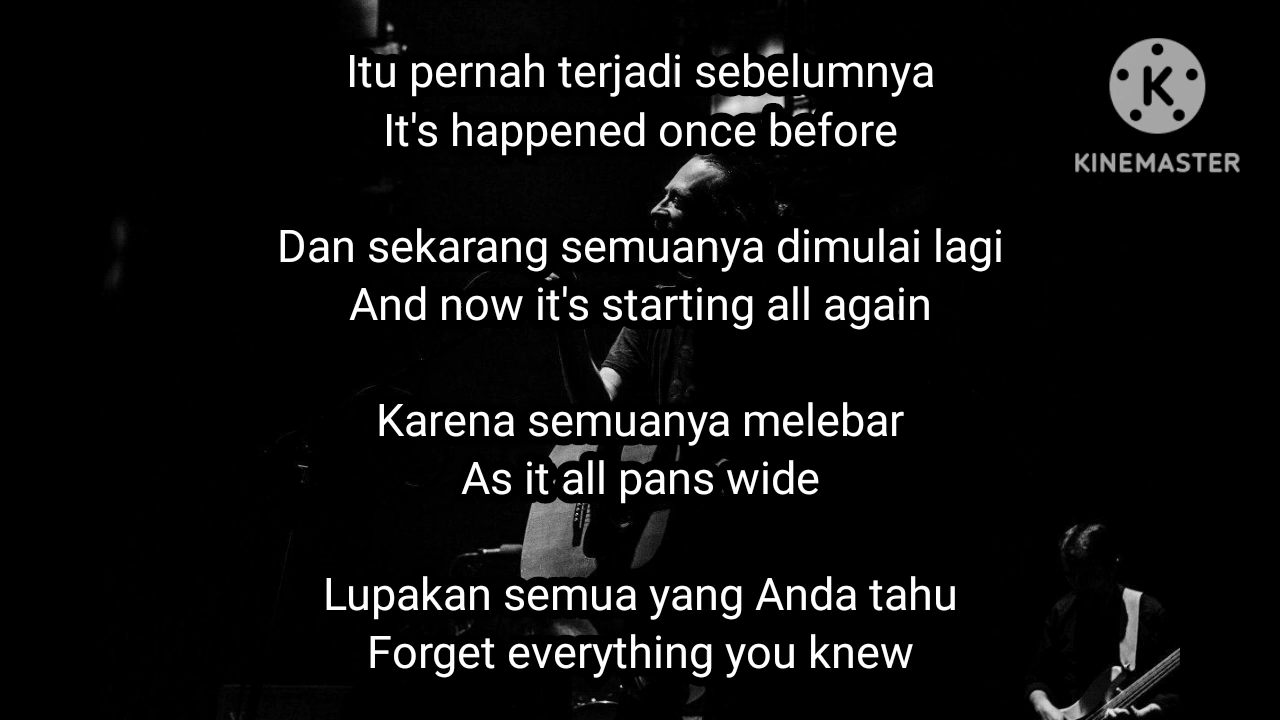 Itu pernah terjadi sebelumnya
It's happened once before
Dan sekarang semuanya dimulai lagi
And now it's starting all again
Karena semuanya melebar
As it all pans wide
Lupakan semua yang Anda tahu
Forget everything you knew
K
KINEMASTER